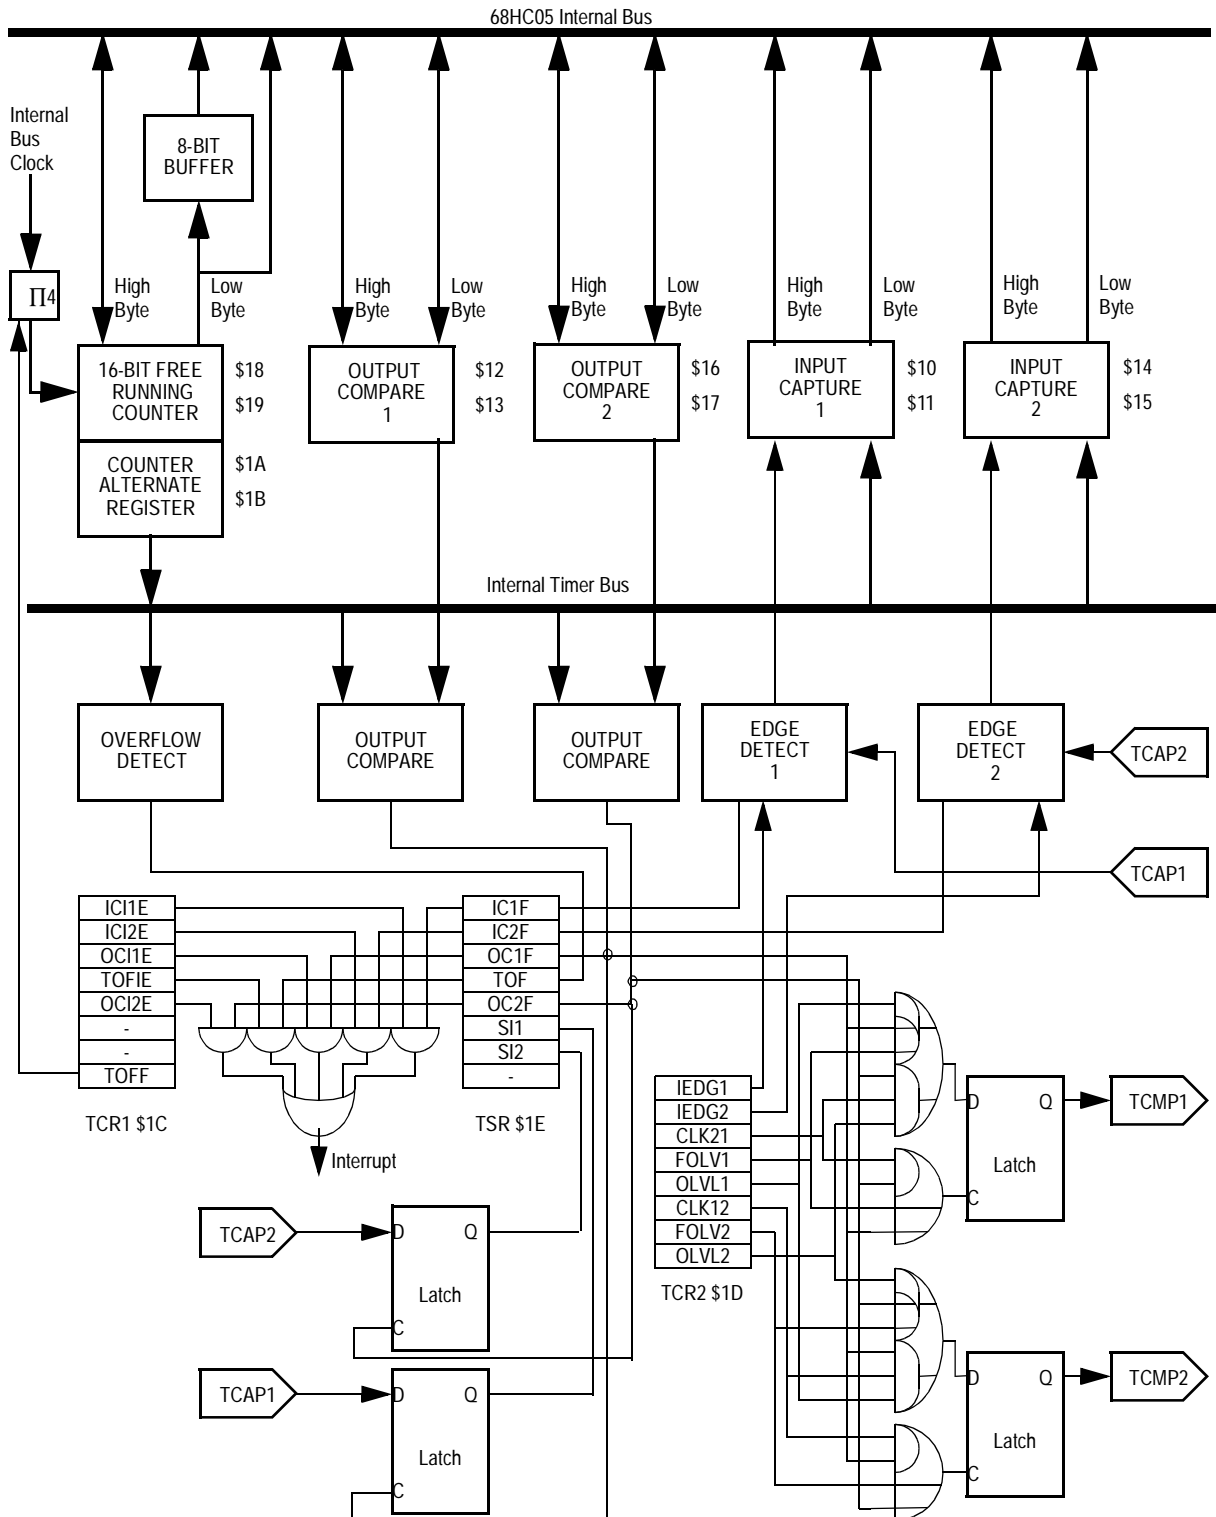 68HC05 Internal Bus
Internal
Bus
Clock
8-BIT
BUFFER
Π4
High
Byte
Low
Byte
High
Byte
Low
Byte
High
Byte
Low
Byte
High
Byte
Low
Byte
High
Byte
Low
Byte
16-BIT FREE
RUNNING
COUNTER
$18
$19
OUTPUT
COMPARE
1
$12
$13
OUTPUT
COMPARE
2
$16
$17
INPUT
CAPTURE
1
$10
$11
INPUT
CAPTURE
2
$14
$15
COUNTER
ALTERNATE
REGISTER
$1A
$1B
Internal Timer Bus
OVERFLOW
DETECT
OUTPUT
COMPARE
OUTPUT
COMPARE
EDGE
DETECT
1
EDGE
DETECT
2
TCAP2
TCAP1
ICI1E
ICI2E
OCI1E
TOFIE
OCI2E
-
-
TOFF
TCR1 $1C
IC1F
IC2F
OC1F
TOF
OC2F
SI1
SI2
-
TSR $1E
Interrupt
IEDG1
IEDG2
CLK21
FOLV1
OLVL1
CLK12
FOLV2
OLVL2
TCR2 $1D
D
Q
Latch
C
TCMP1
TCAP2
D
Q
Latch
C
TCAP1
D
Q
Latch
C
D
Q
Latch
C
TCMP2